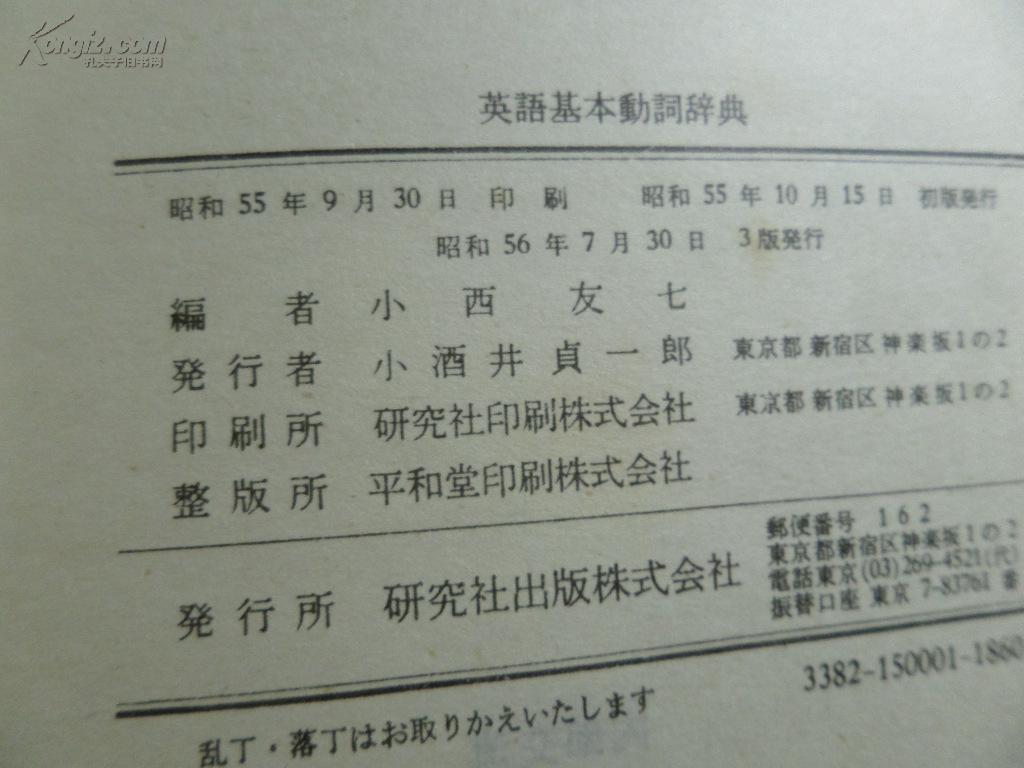 Kongfz.com
孔夫子旧书网
英語基本動詞辞典
昭和 55 年 9 月 30 日 印 刷 昭和 55 年 10 月 15 日 初版発行
昭和 56 年 7 月 30 日 3版発行
編 者 小 西 友 七
発行者 小酒井貞一郎 東京都新宿区神楽坂1の2
印刷所 研究社印刷株式会社 東京都新宿区神楽坂1の2
整版所 平和堂印刷株式会社
発行所 研究社出版株式会社
郵便番号 162
東京都新宿区神楽坂1の2
電話東京(03)269-4521(代)
振替口座 東京 7-83761 番
3382-150001-1860
乱丁・落丁はお取りかえいたします